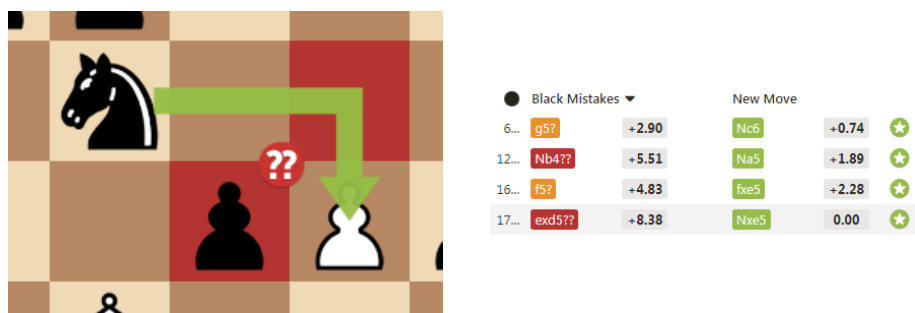 ??
Black Mistakes New Move
6... g5? +2.90 Nc6 +0.74
12... Nb4?? +5.51 Na5 +1.89
16... f5? +4.83 fxe5 +2.28
17... exd5?? +8.38 Nxe5 0.00